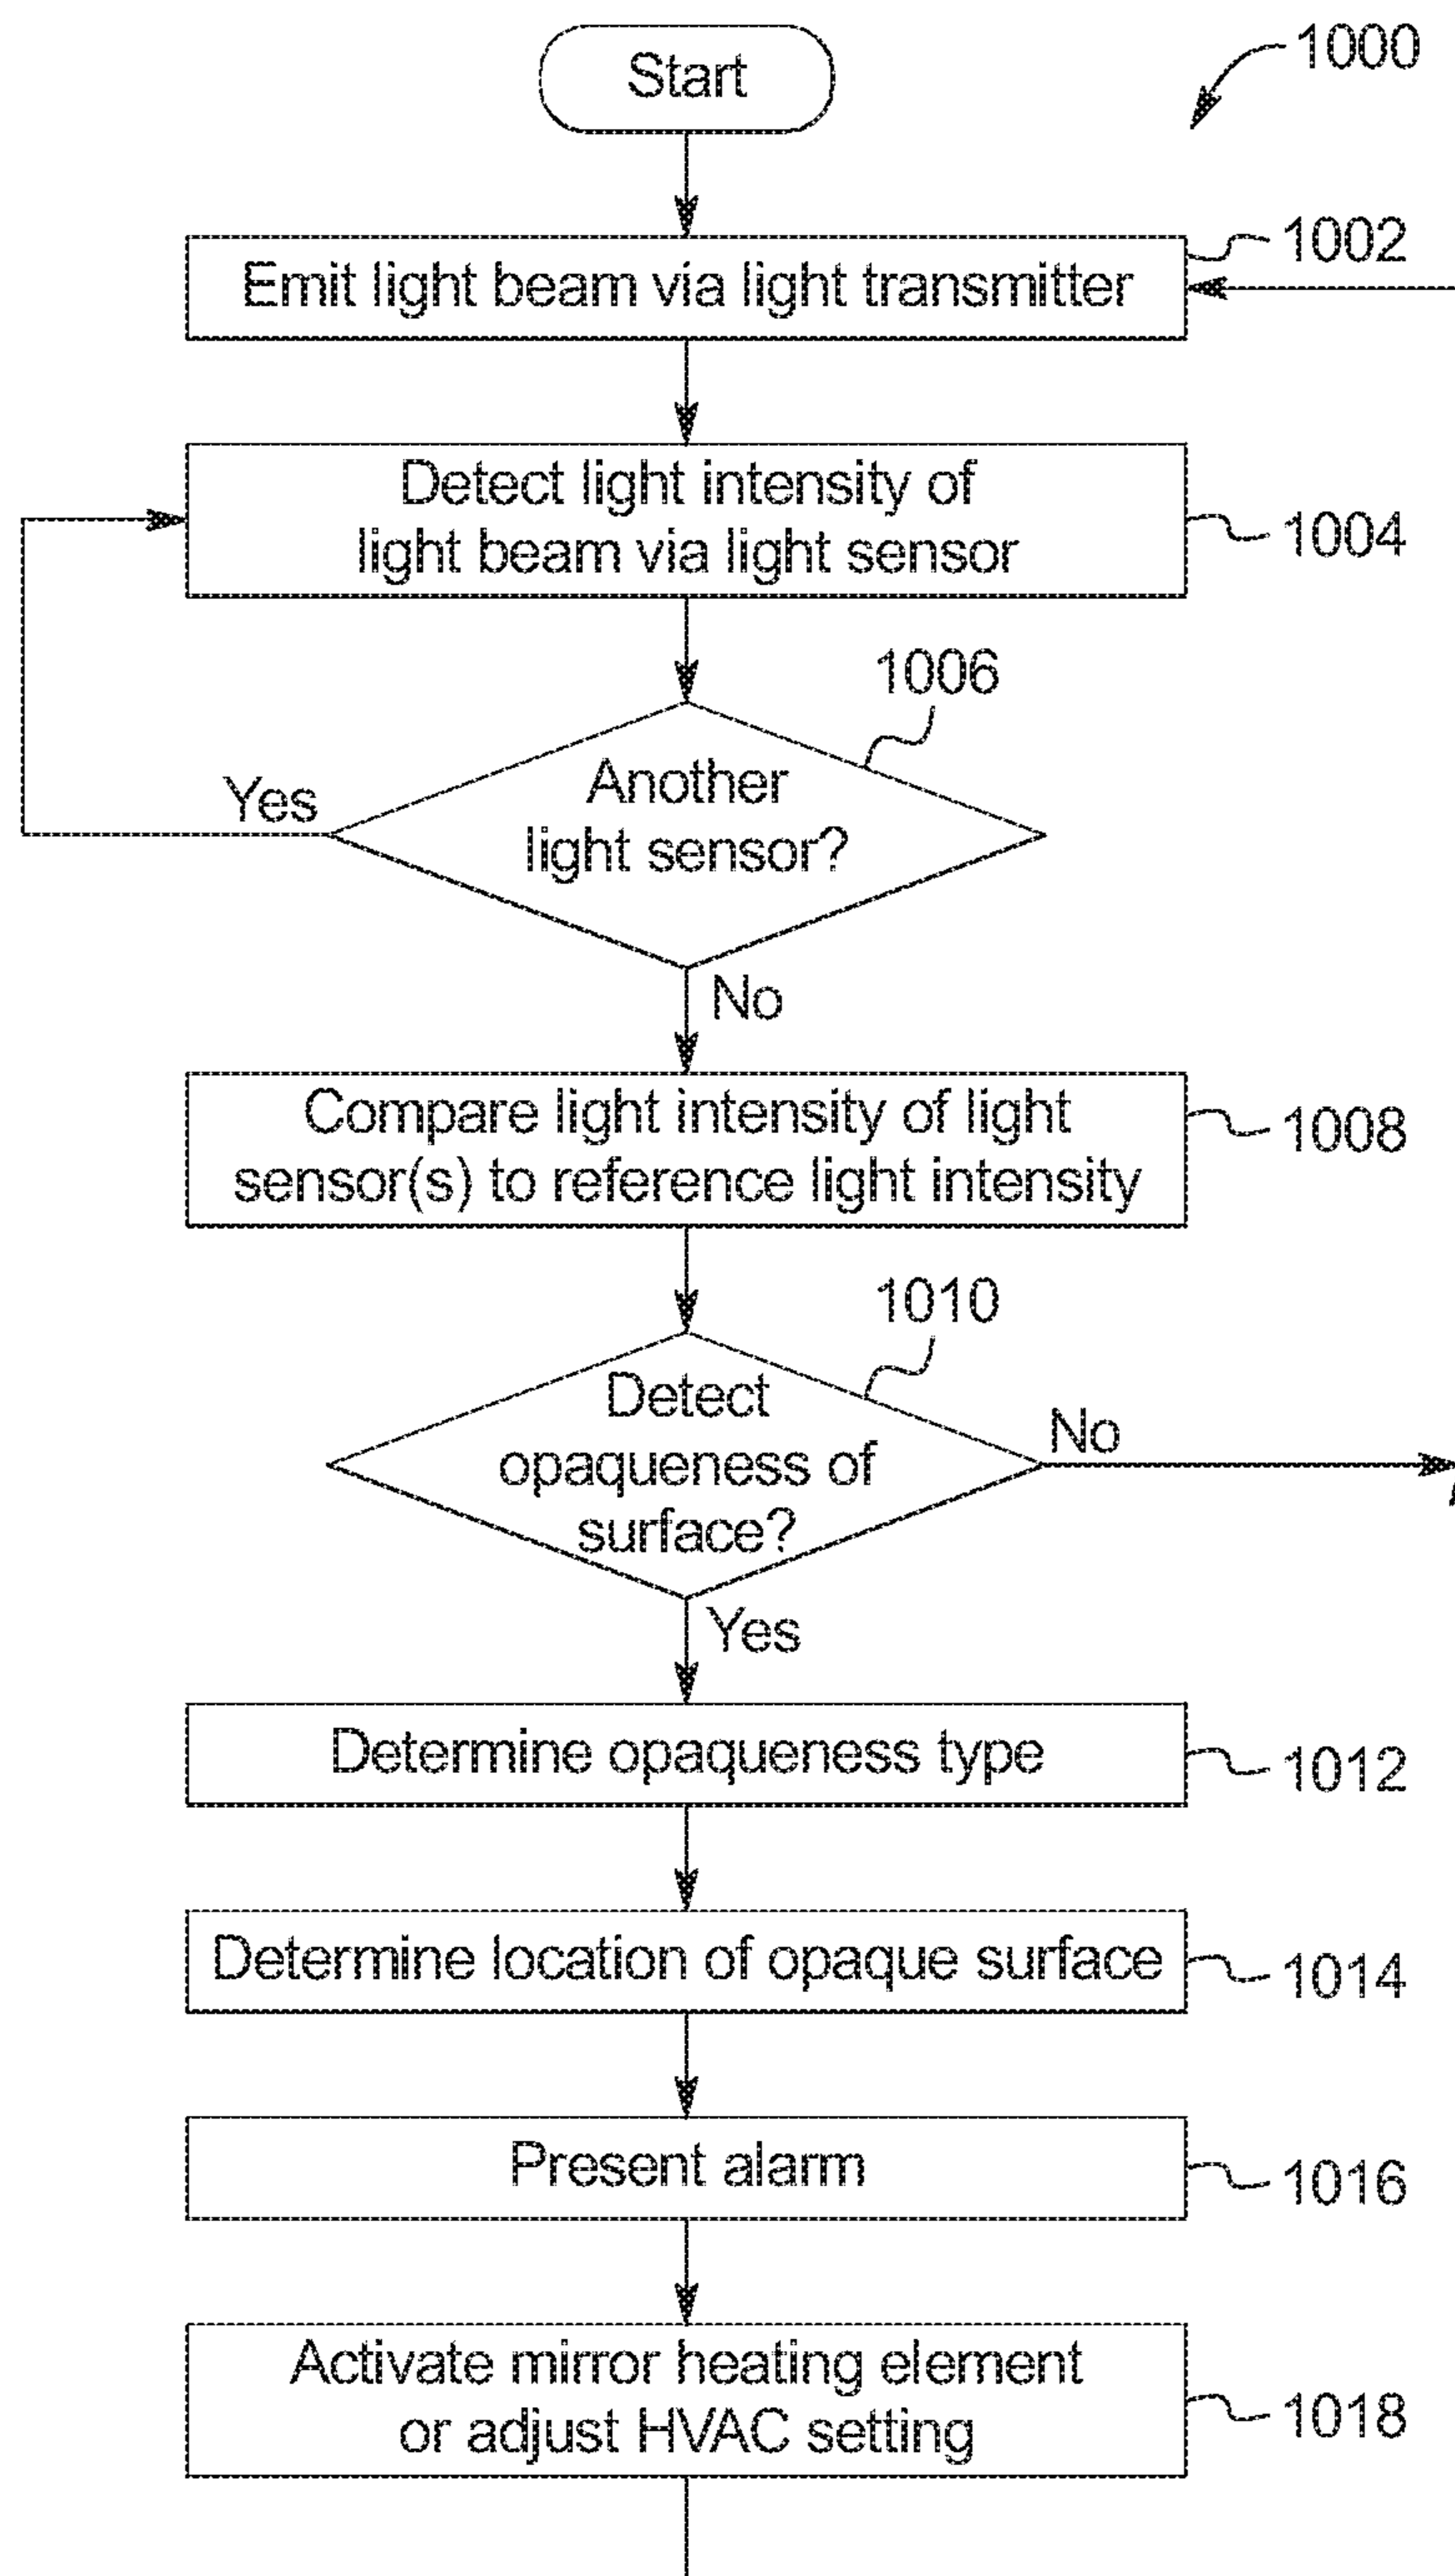 Start
1000
Emit light beam via light transmitter
1002
Detect light intensity of
light beam via light sensor
1004
1006
Another
light sensor?
Yes
No
Compare light intensity of light
sensor(s) to reference light intensity
1008
1010
Detect
opaqueness of
surface?
No
Yes
Determine opaqueness type
1012
Determine location of opaque surface
1014
Present alarm
1016
Activate mirror heating element
or adjust HVAC setting
1018